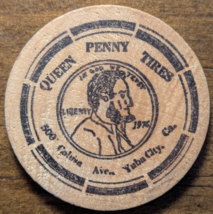 QUEEN PENNY TIRES
IN GOD WE TRUST
LIBERTY
500 Colusa Ave., Yuba City, Ca.